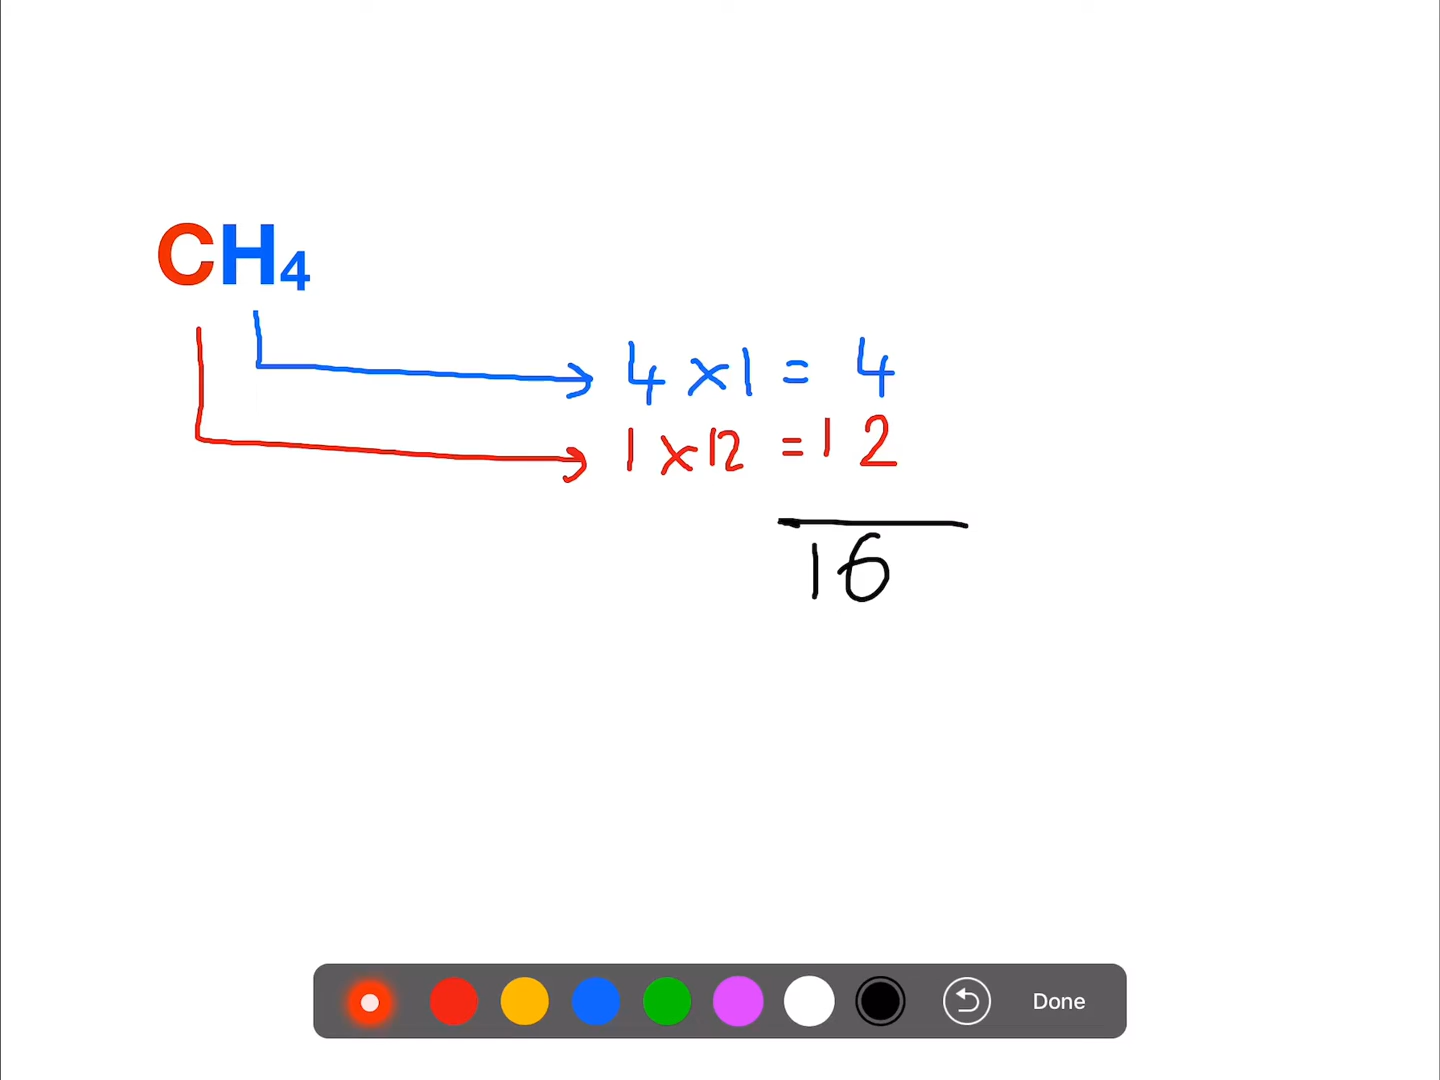 CH₄
4 x 1 = 4
1 x 12 = 12
16
Done